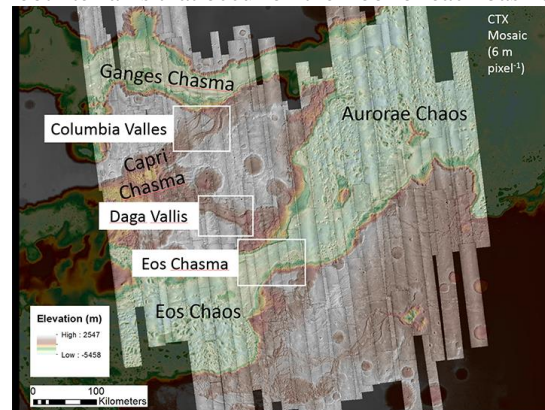 CTX
Mosaic
(6 m
pixel-1)
Ganges Chasma
Columbia Valles
Aurorae Chaos
Capri
Chasma
Daga Vallis
Eos Chasma
Eos Chaos
Elevation (m)
High : 2547
Low : -5458
0
100
Kilometers